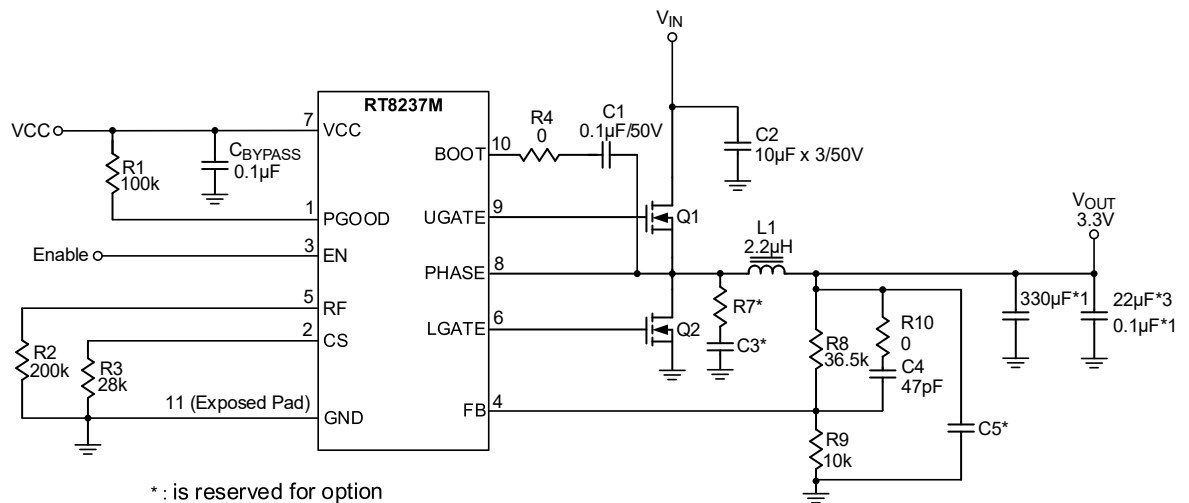 VIN
RT8237M
VCC
7
VCC
R1
100k
CBYPASS
0.1µF
1
PGOOD
Enable
3
EN
5
RF
2
CS
R2
200k
R3
28k
11 (Exposed Pad)
GND
BOOT
10
R4
0
C1
0.1µF/50V
C2
10µF x 3/50V
UGATE
9
Q1
PHASE
8
L1
2.2µH
VOUT
3.3V
LGATE
6
Q2
R7*
C3*
R8
36.5k
R10
0
C4
47pF
330µF*1
22µF*3
0.1µF*1
FB
4
R9
10k
C5*
* : is reserved for option